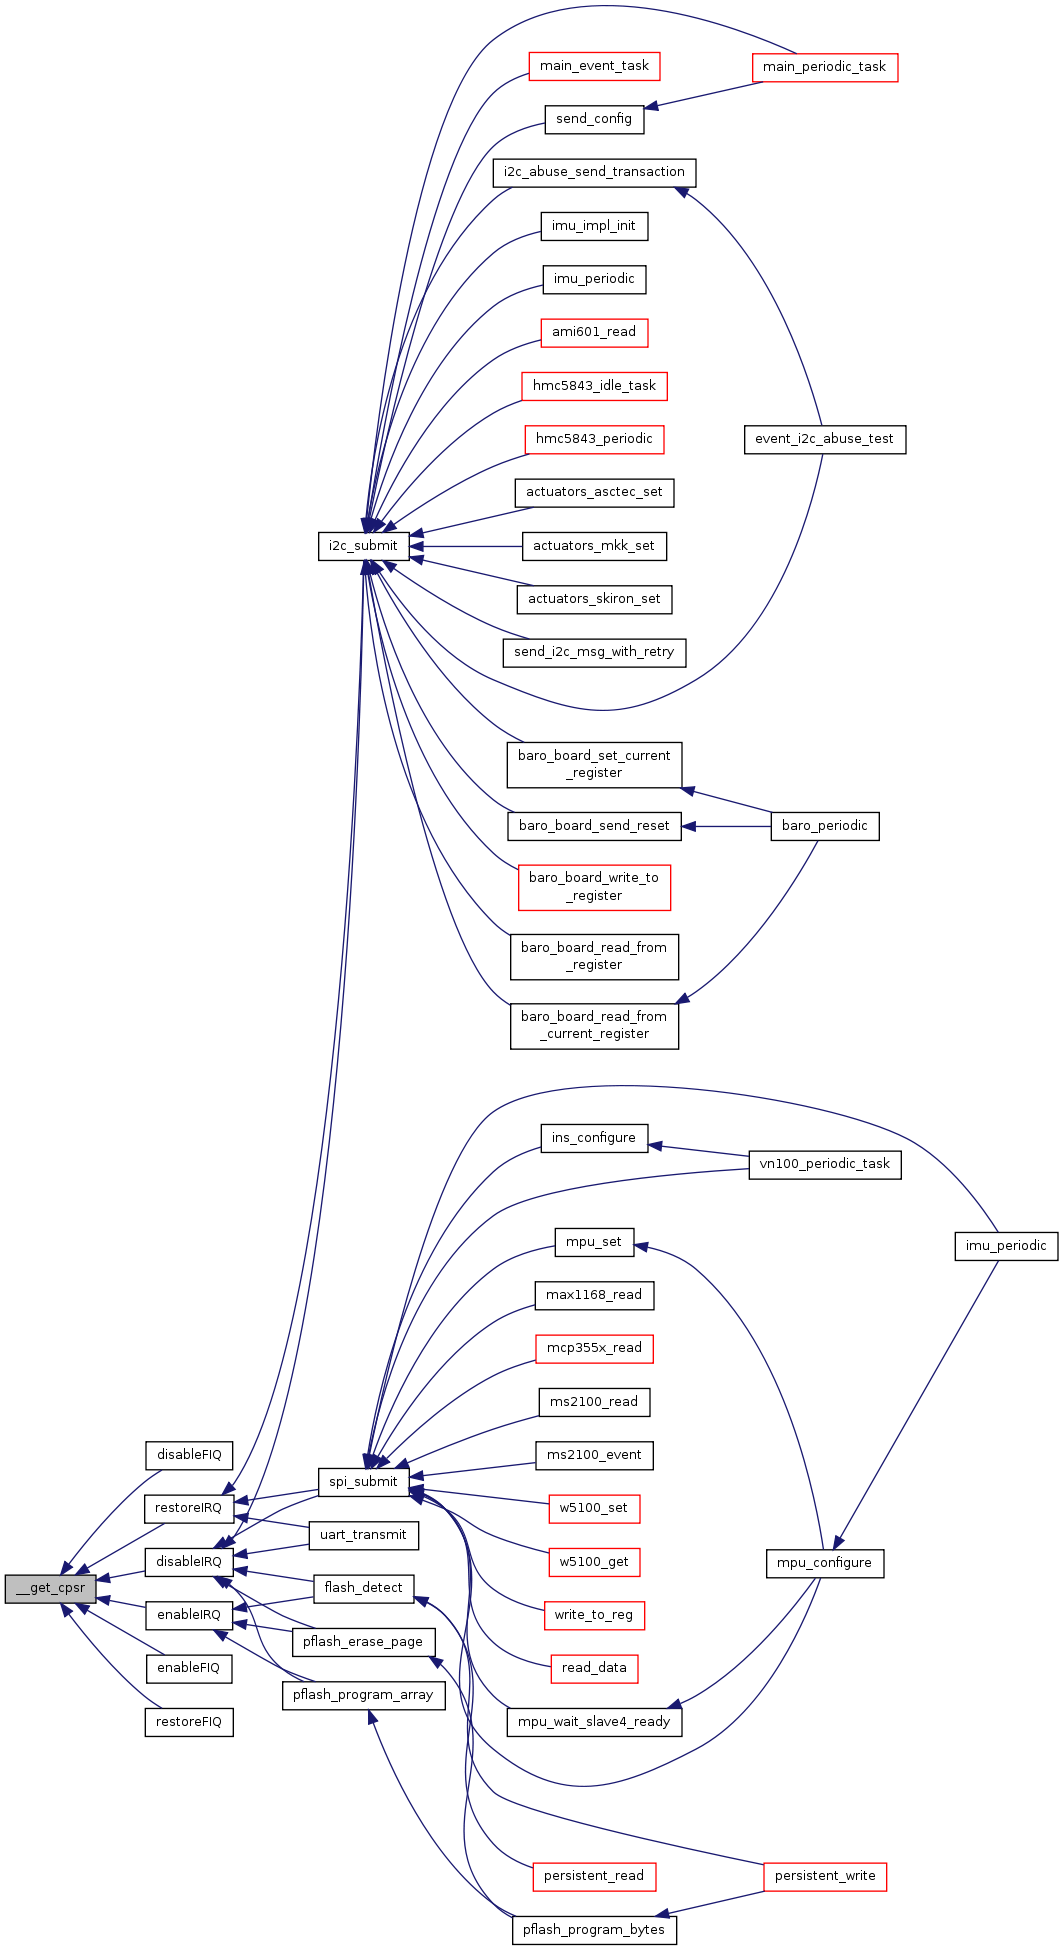 main_event_task
main_periodic_task
send_config
i2c_abuse_send_transaction
imu_impl_init
imu_periodic
ami601_read
hmc5843_idle_task
hmc5843_periodic
event_i2c_abuse_test
actuators_asctec_set
i2c_submit
actuators_mkk_set
actuators_skiron_set
send_i2c_msg_with_retry
baro_board_set_current
_register
baro_board_send_reset
baro_periodic
baro_board_write_to
_register
baro_board_read_from
_register
baro_board_read_from
_current_register
ins_configure
vn100_periodic_task
mpu_set
imu_periodic
max1168_read
mcp355x_read
ms2100_read
disableFIQ
ms2100_event
spi_submit
restoreIRQ
w5100_set
uart_transmit
disableIRQ
w5100_get
mpu_configure
__get_cpsr
flash_detect
enableIRQ
write_to_reg
pflash_erase_page
enableFIQ
read_data
pflash_program_array
restoreFIQ
mpu_wait_slave4_ready
persistent_read
persistent_write
pflash_program_bytes